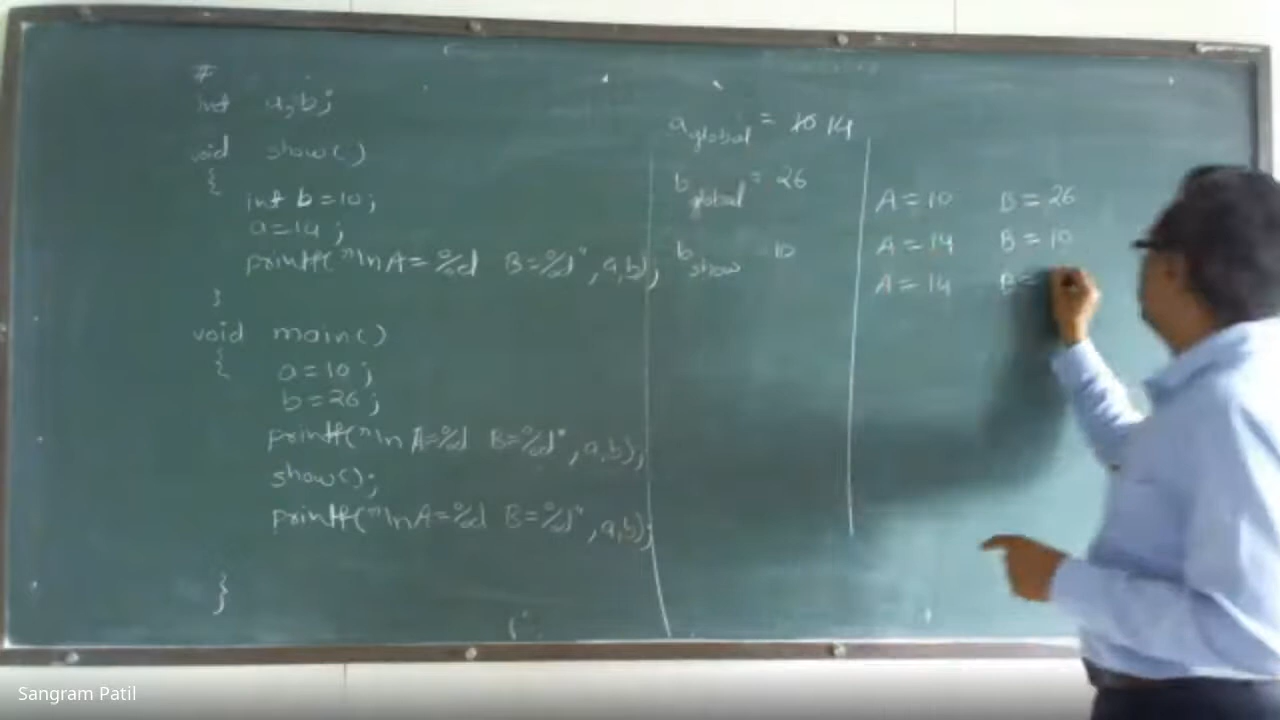 #
int a,b;
void show()
{
int b=10;
a=14;
printf("\nA=%d B=%d",a,b);
}
void main()
{
a=10;
b=26;
printf("\n A=%d B=%d",a,b);
show();
printf("\nA=%d B=%d",a,b);
}
a global = 10 14
b global = 26
b show 10
A=10 B=26
A=14 B=10
A=14 B=
Sangram Patil